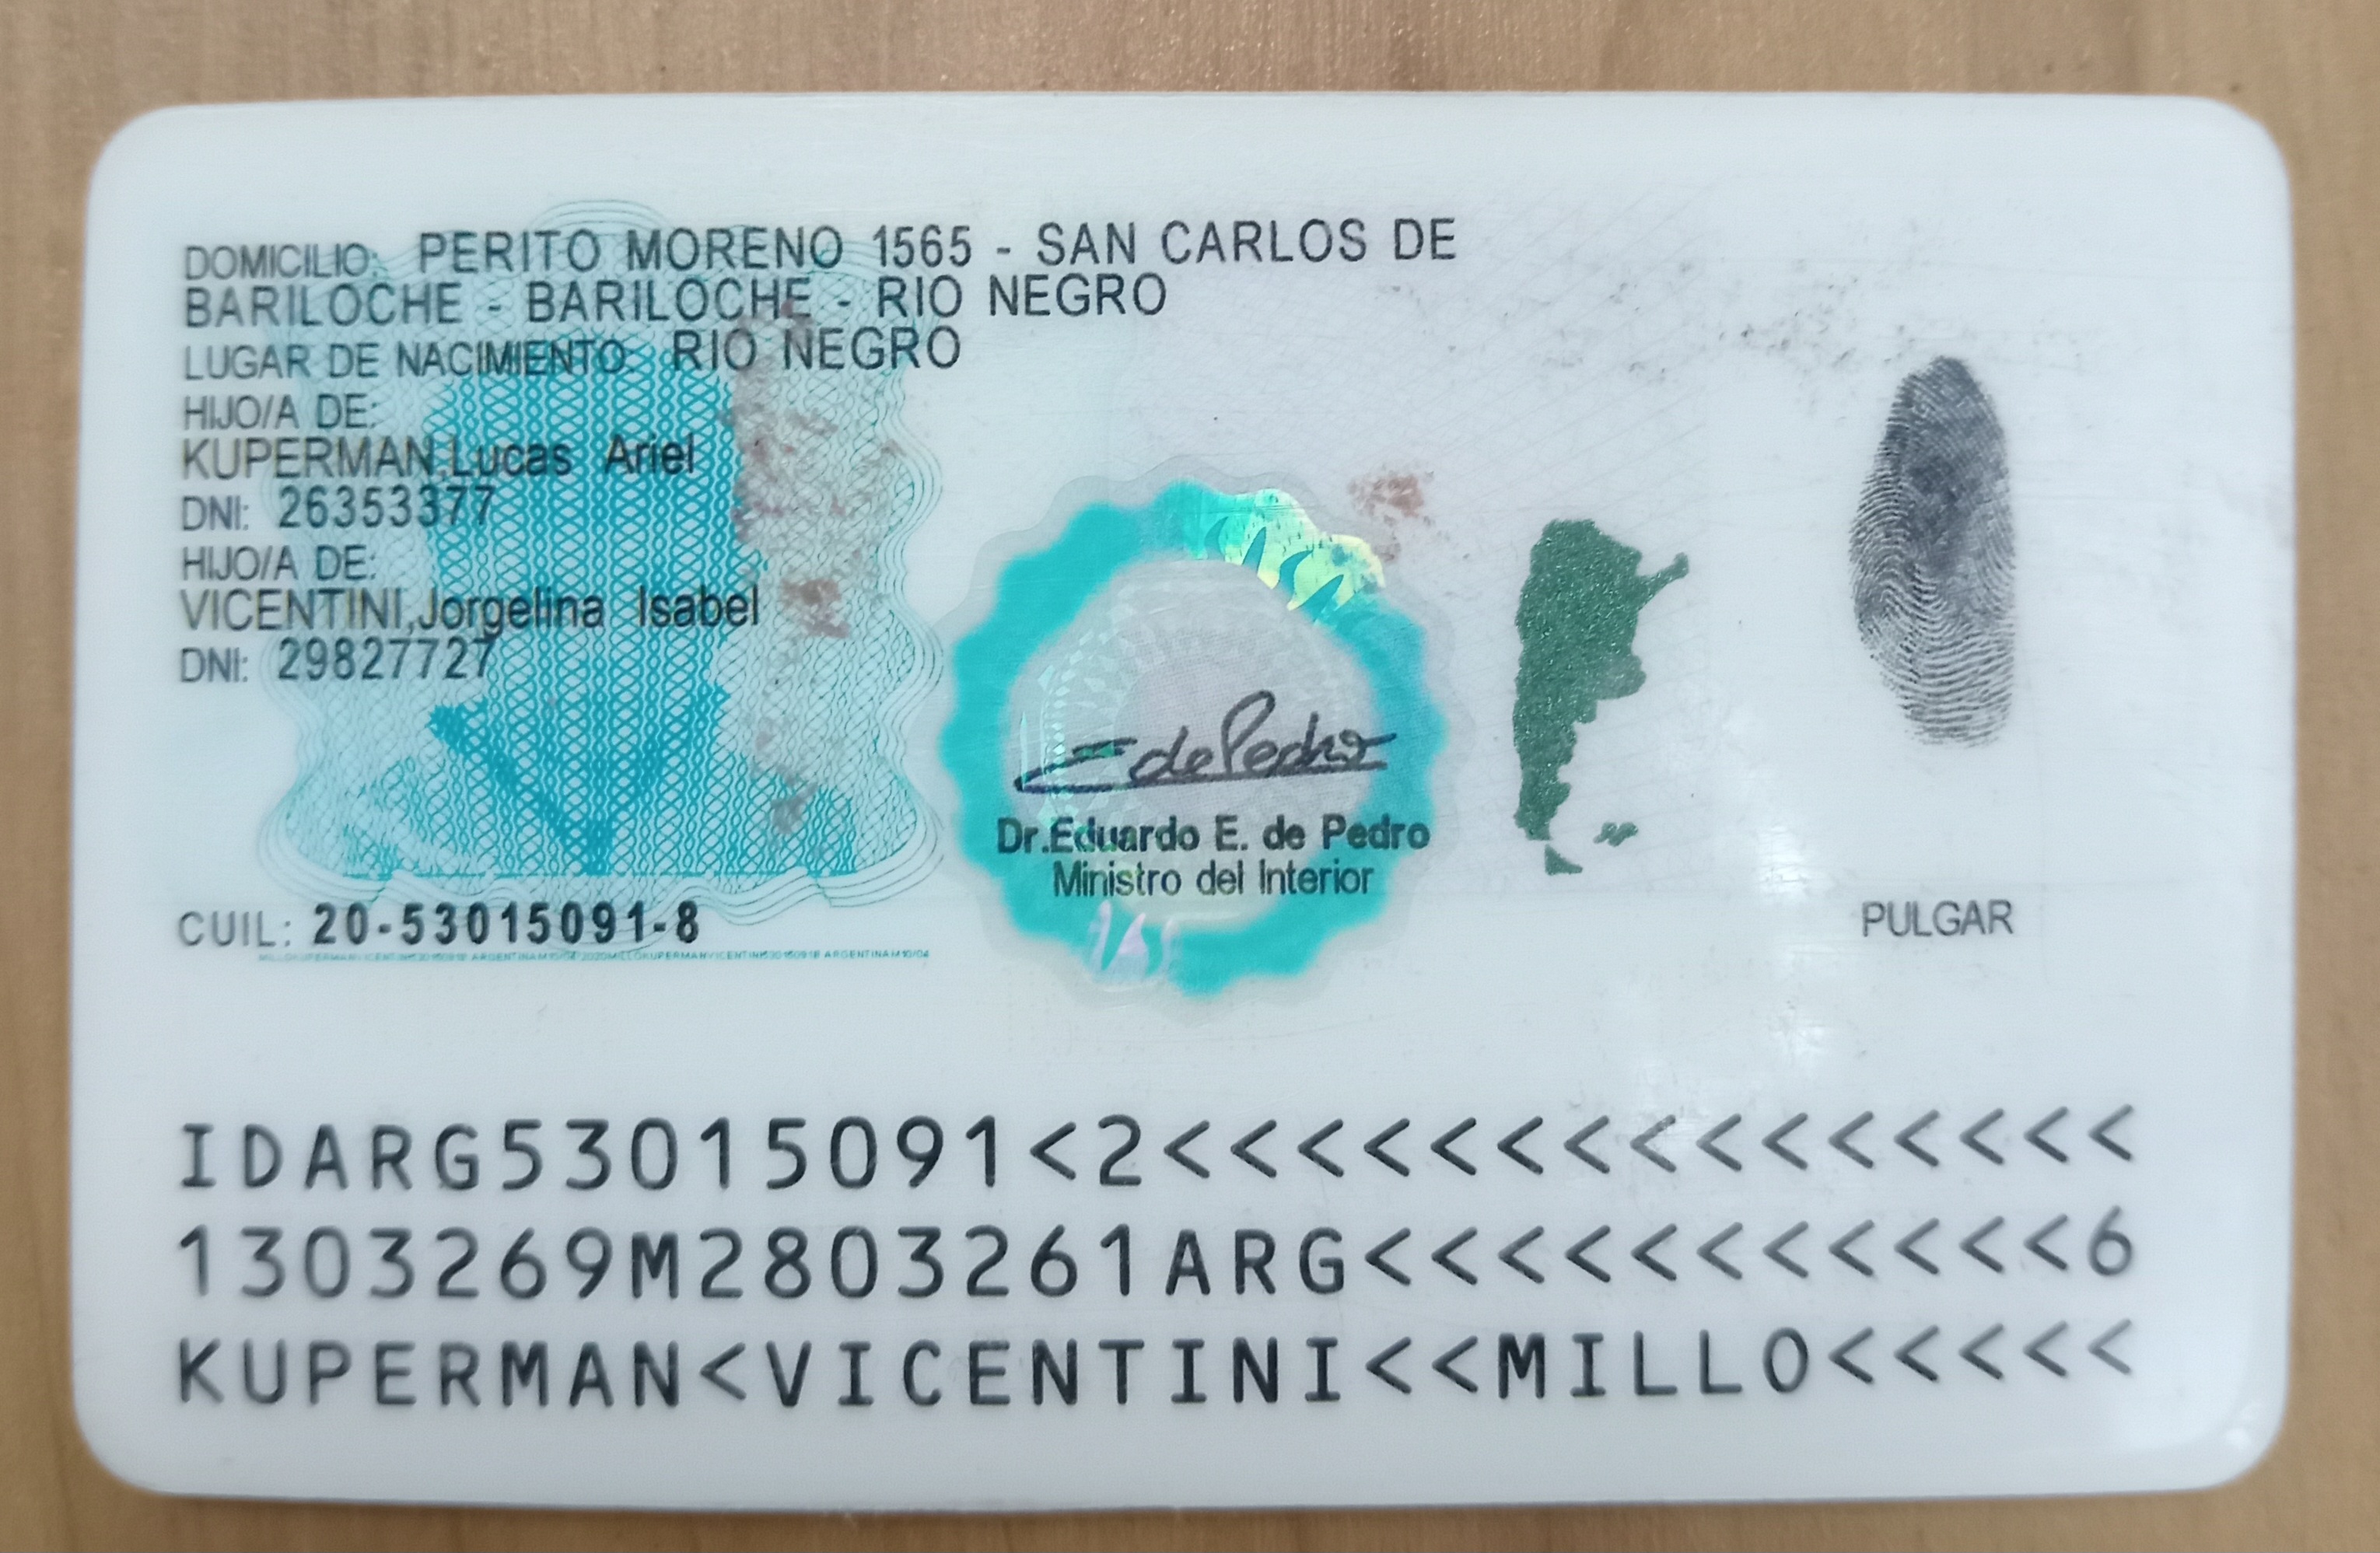 DOMICILIO: PERITO MORENO 1565 - SAN CARLOS DE
BARILOCHE - BARILOCHE - RIO NEGRO
LUGAR DE NACIMIENTO: RIO NEGRO
HIJO/A DE:
KUPERMAN,Lucas Ariel
DNI: 26353377
HIJO/A DE:
VICENTINI,Jorgelina Isabel
DNI: 29827727
E de Pedro
Dr.Eduardo E. de Pedro
Ministro del Interior
CUIL: 20-53015091-8
PULGAR
IDARG53015091<2<<<<<<<<<<<<<<<
1303269M2803261ARG<<<<<<<<<<<6
KUPERMAN<VICENTINI<<MILLO<<<<<